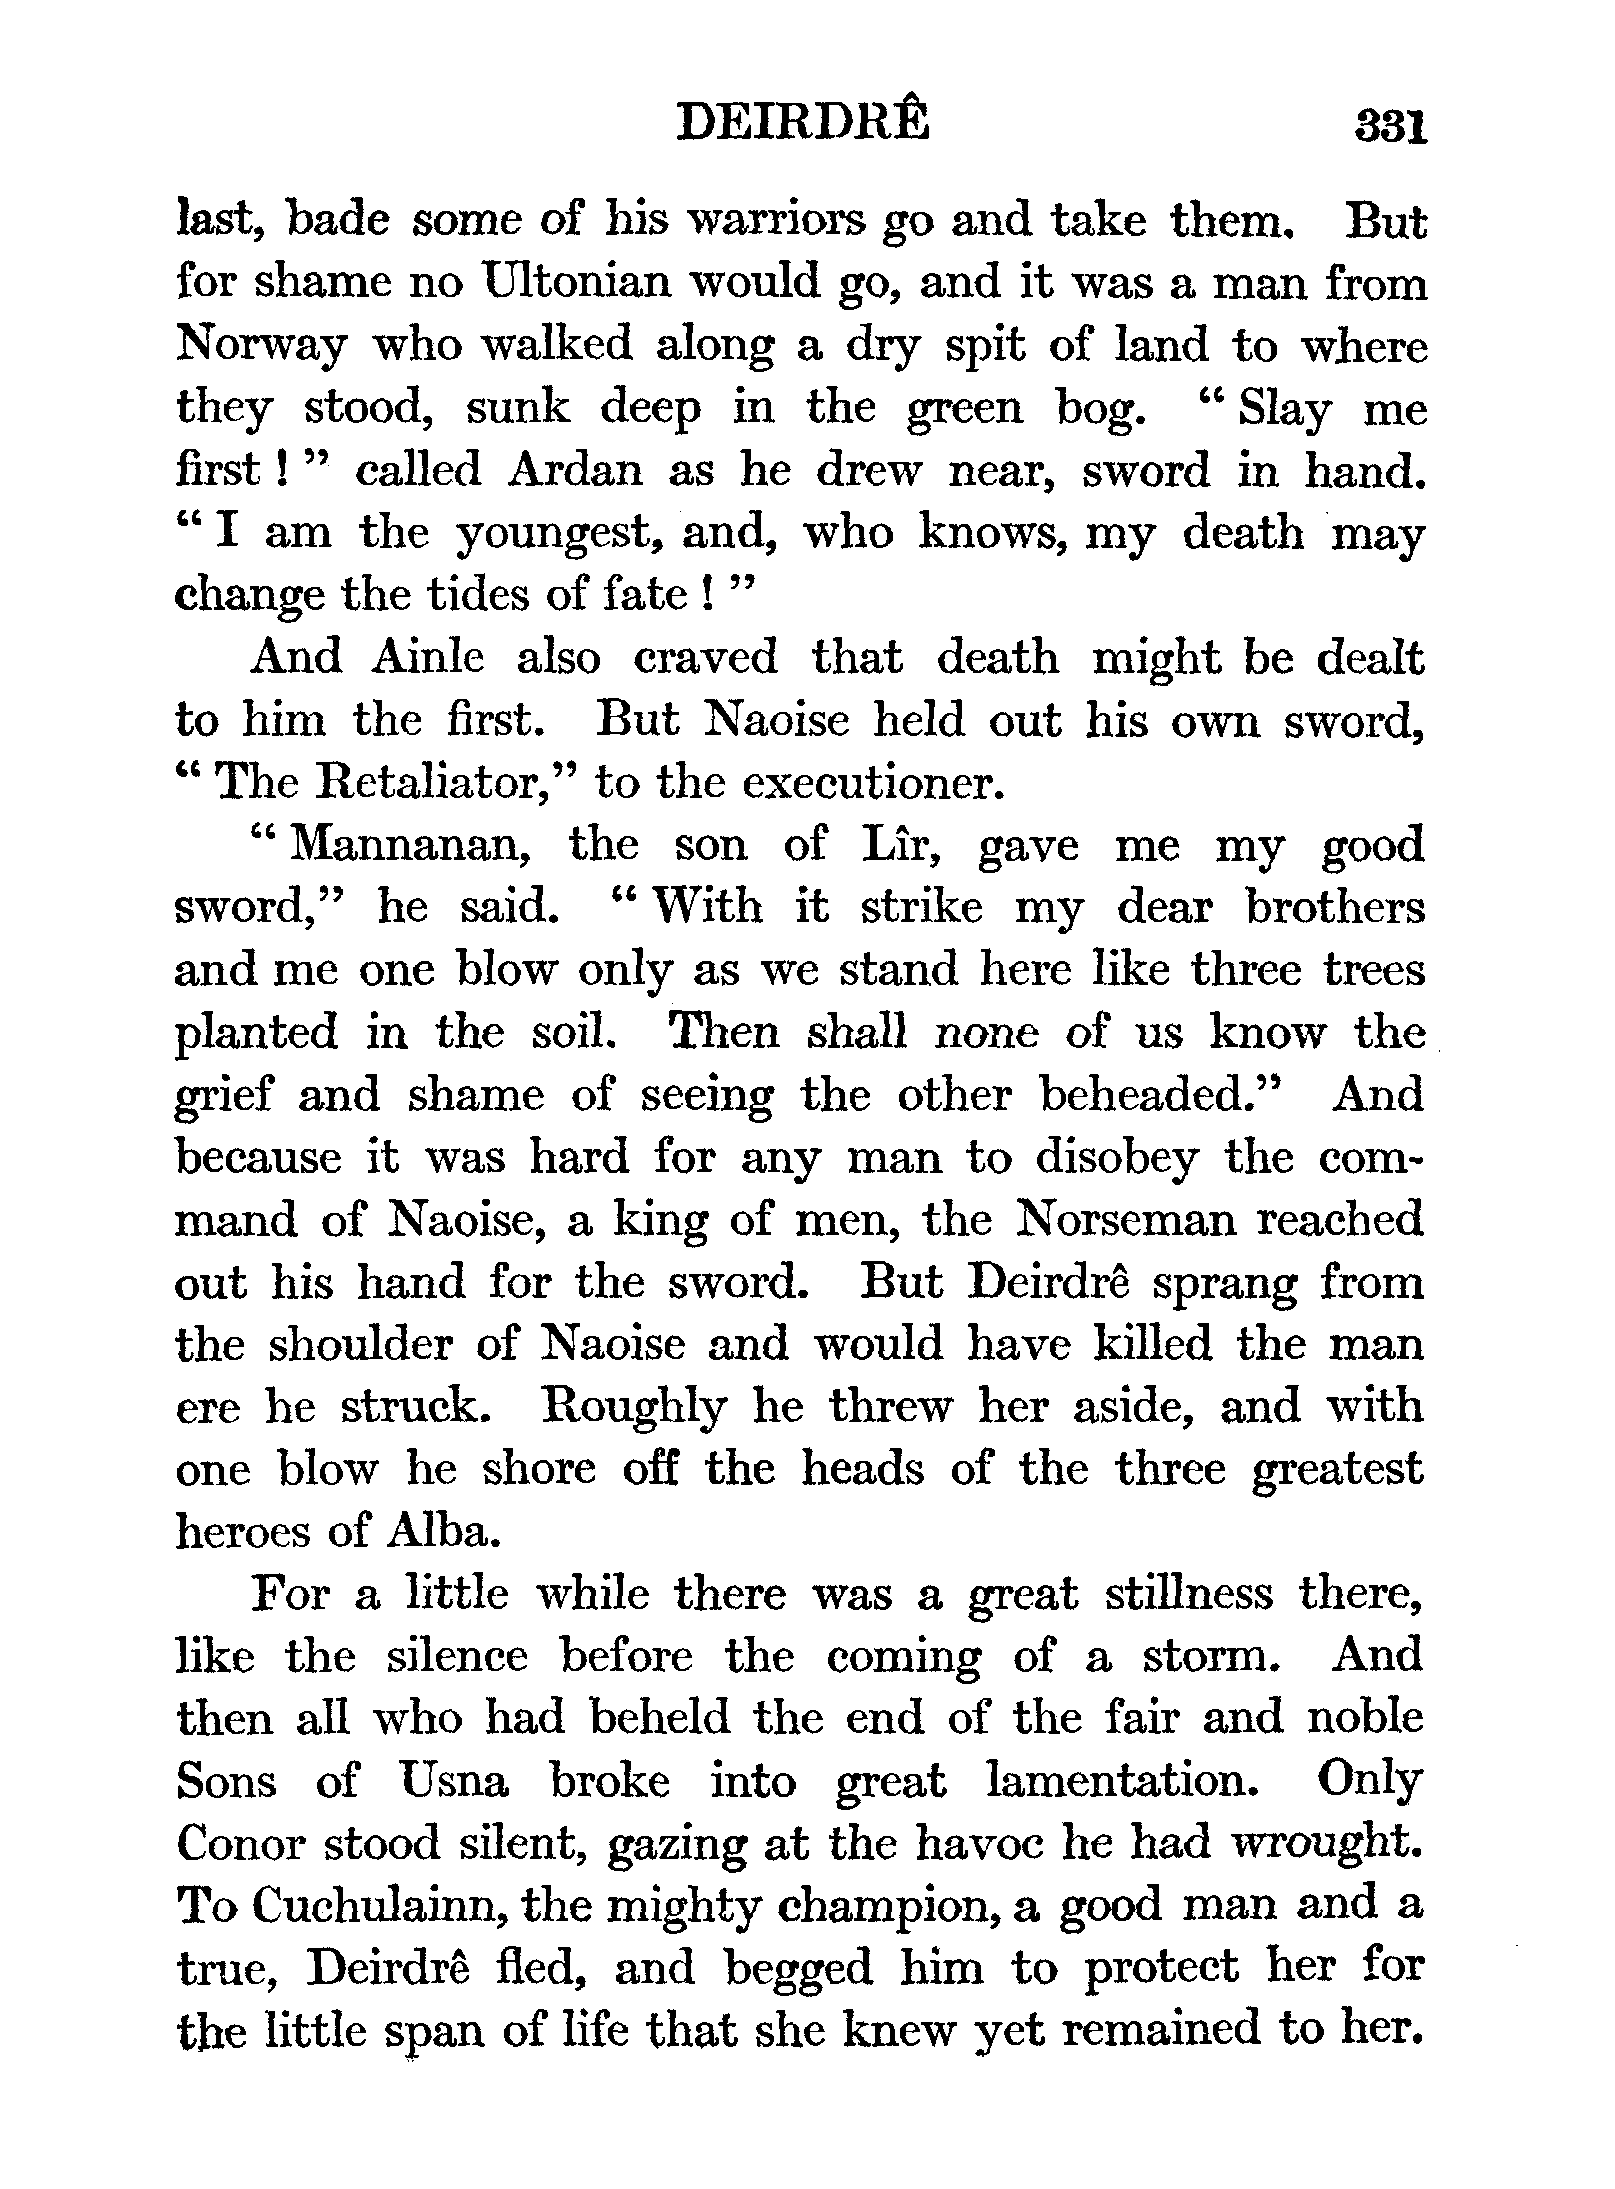 DEIRDRÊ 331
last, bade some of his warriors go and take them. But
for shame no Ultonian would go, and it was a man from
Norway who walked along a dry spit of land to where
they stood, sunk deep in the green bog. “ Slay me
first ! ” called Ardan as he drew near, sword in hand.
“ I am the youngest, and, who knows, my death may
change the tides of fate ! ”
And Ainle also craved that death might be dealt
to him the first. But Naoise held out his own sword,
“ The Retaliator,” to the executioner.
“ Mannanan, the son of Lîr, gave me my good
sword,” he said. “ With it strike my dear brothers
and me one blow only as we stand here like three trees
planted in the soil. Then shall none of us know the
grief and shame of seeing the other beheaded.” And
because it was hard for any man to disobey the com-
mand of Naoise, a king of men, the Norseman reached
out his hand for the sword. But Deirdrê sprang from
the shoulder of Naoise and would have killed the man
ere he struck. Roughly he threw her aside, and with
one blow he shore off the heads of the three greatest
heroes of Alba.
For a little while there was a great stillness there,
like the silence before the coming of a storm. And
then all who had beheld the end of the fair and noble
Sons of Usna broke into great lamentation. Only
Conor stood silent, gazing at the havoc he had wrought.
To Cuchulainn, the mighty champion, a good man and a
true, Deirdrê fled, and begged him to protect her for
the little span of life that she knew yet remained to her.